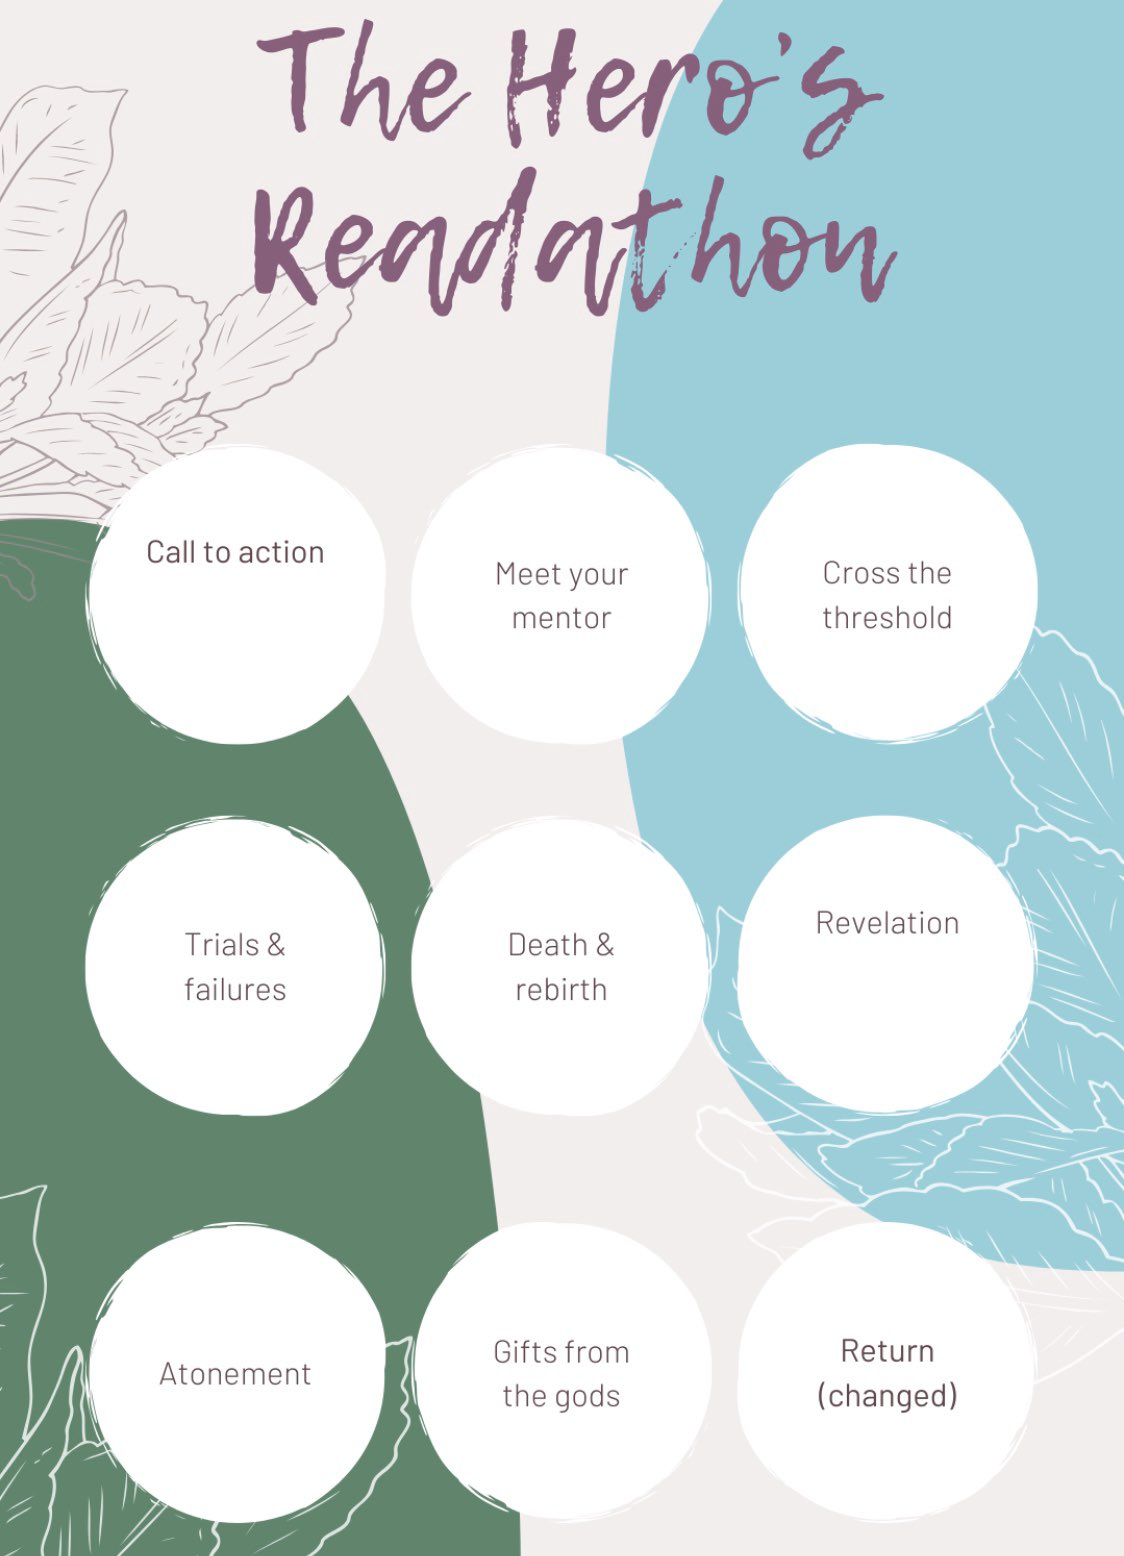 The Hero's
Readathon
Call to action
Meet your
mentor
Cross the
threshold
Trials &
failures
Death &
rebirth
Revelation
Atonement
Gifts from
the gods
Return
(changed)